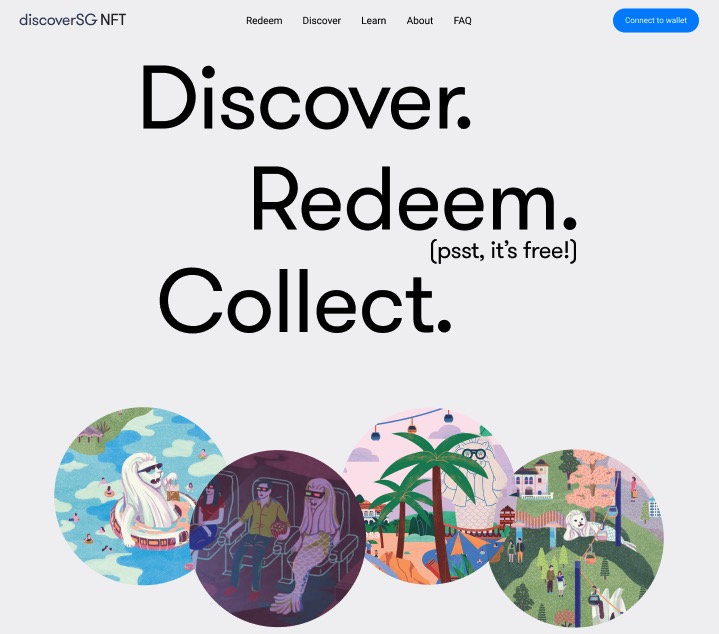 discoverSG NFT
Redeem Discover Learn About FAQ
Connect to wallet
Discover.
Redeem.
(psst, it's free!)
Collect.